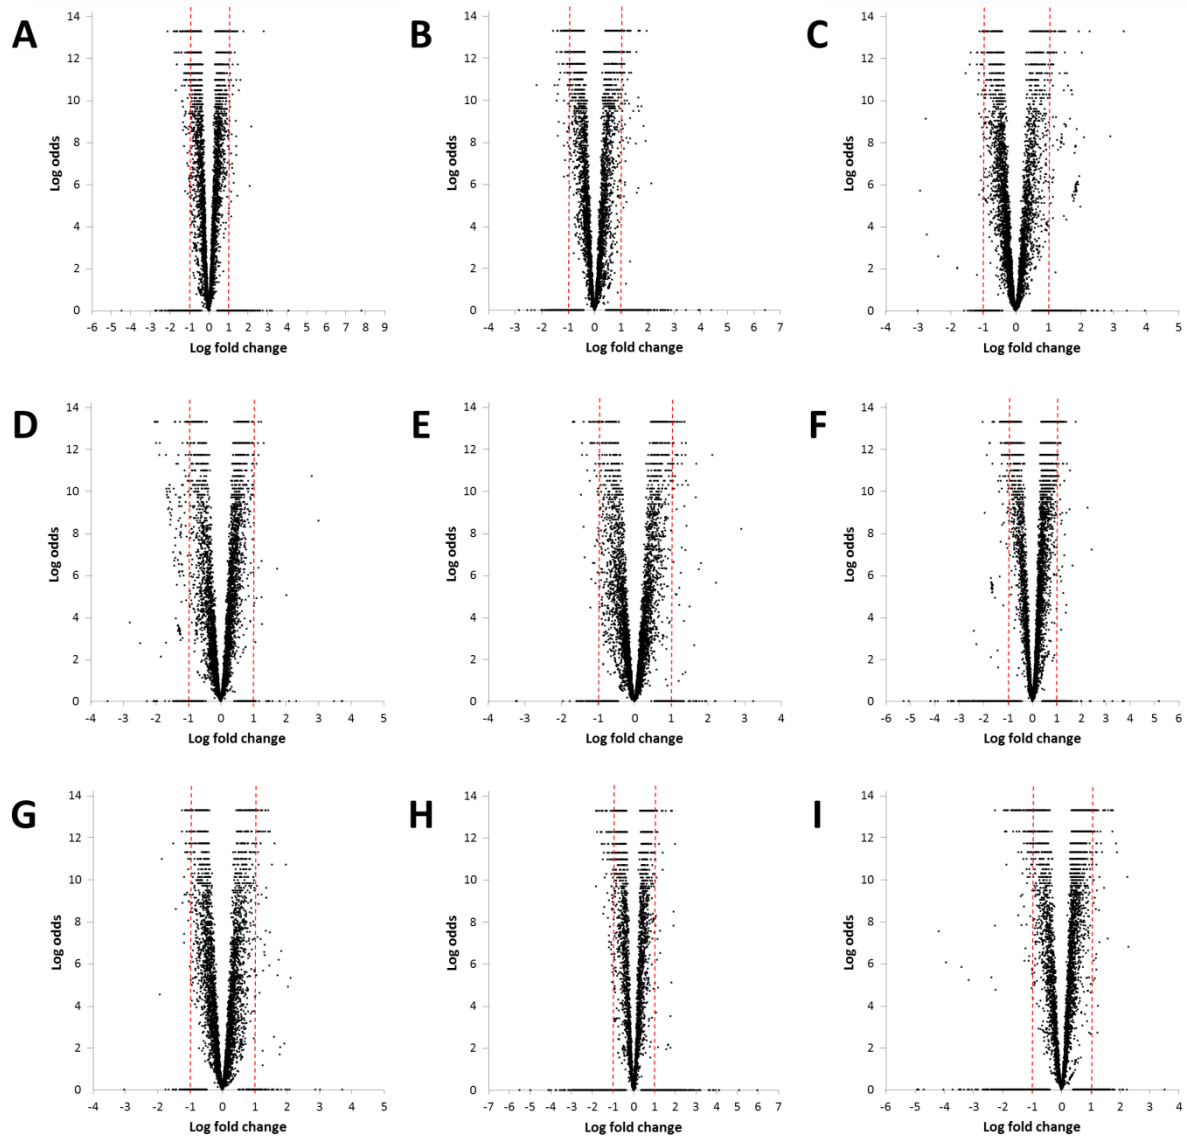 A
14
12
10
8
6
4
2
0
Log odds
-6 -5 -4 -3 -2 -1 0 1 2 3 4 5 6 7 8 9
Log fold change
B
14
12
10
8
6
4
2
0
Log odds
-4 -3 -2 -1 0 1 2 3 4 5 6 7
Log fold change
C
14
12
10
8
6
4
2
0
Log odds
-4 -3 -2 -1 0 1 2 3 4 5
Log fold change
D
14
12
10
8
6
4
2
0
Log odds
-4 -3 -2 -1 0 1 2 3 4 5
Log fold change
E
14
12
10
8
6
4
2
0
Log odds
-4 -3 -2 -1 0 1 2 3 4
Log fold change
F
14
12
10
8
6
4
2
0
Log odds
-6 -5 -4 -3 -2 -1 0 1 2 3 4 5 6
Log fold change
G
14
12
10
8
6
4
2
0
Log odds
-4 -3 -2 -1 0 1 2 3 4 5
Log fold change
H
14
12
10
8
6
4
2
0
Log odds
-7 -6 -5 -4 -3 -2 -1 0 1 2 3 4 5 6 7
Log fold change
I
14
12
10
8
6
4
2
0
Log odds
-6 -5 -4 -3 -2 -1 0 1 2 3 4
Log fold change